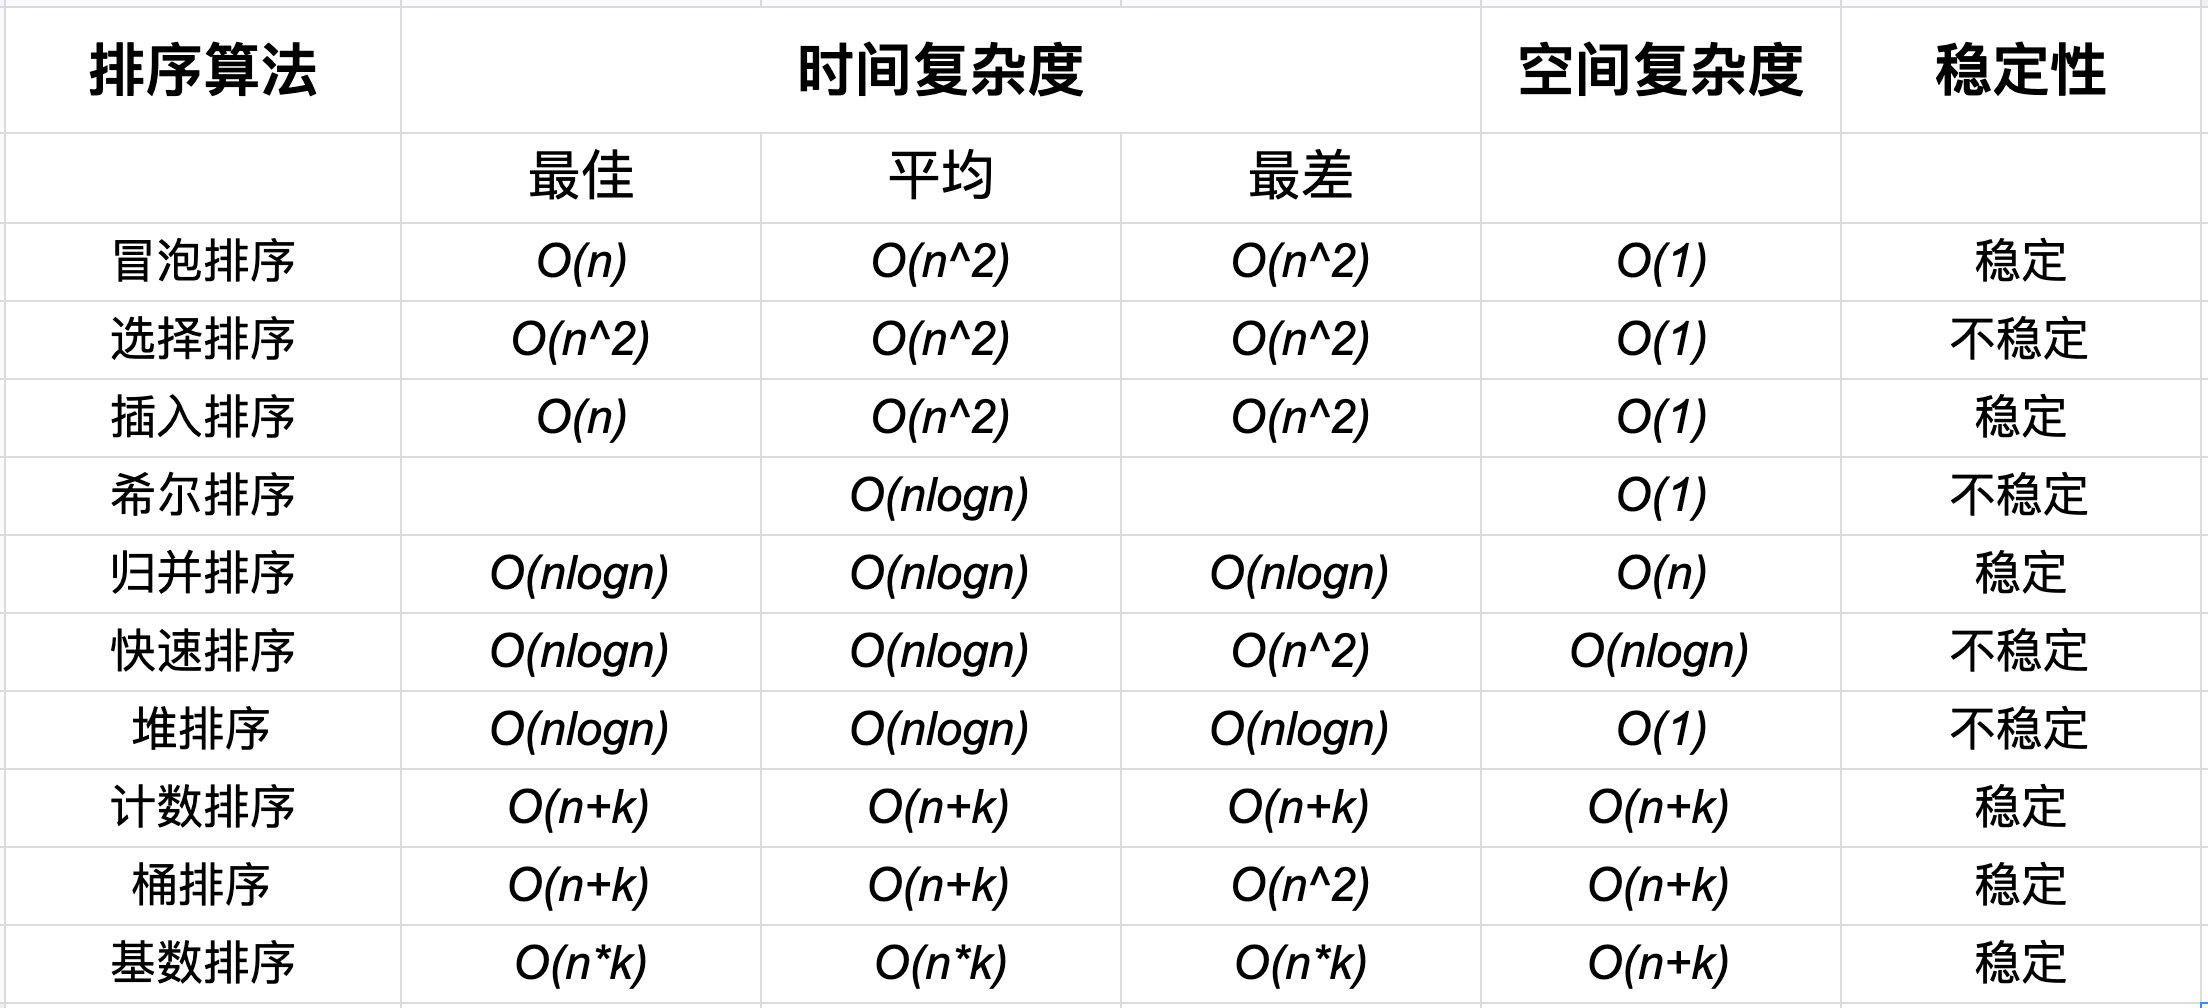 排序算法 时间复杂度 空间复杂度 稳定性
最佳 平均 最差
冒泡排序 O(n) O(n^2) O(n^2) O(1) 稳定
选择排序 O(n^2) O(n^2) O(n^2) O(1) 不稳定
插入排序 O(n) O(n^2) O(n^2) O(1) 稳定
希尔排序 O(nlogn) O(1) 不稳定
归并排序 O(nlogn) O(nlogn) O(nlogn) O(n) 稳定
快速排序 O(nlogn) O(nlogn) O(n^2) O(nlogn) 不稳定
堆排序 O(nlogn) O(nlogn) O(nlogn) O(1) 不稳定
计数排序 O(n+k) O(n+k) O(n+k) O(n+k) 稳定
桶排序 O(n+k) O(n+k) O(n^2) O(n+k) 稳定
基数排序 O(n*k) O(n*k) O(n*k) O(n+k) 稳定